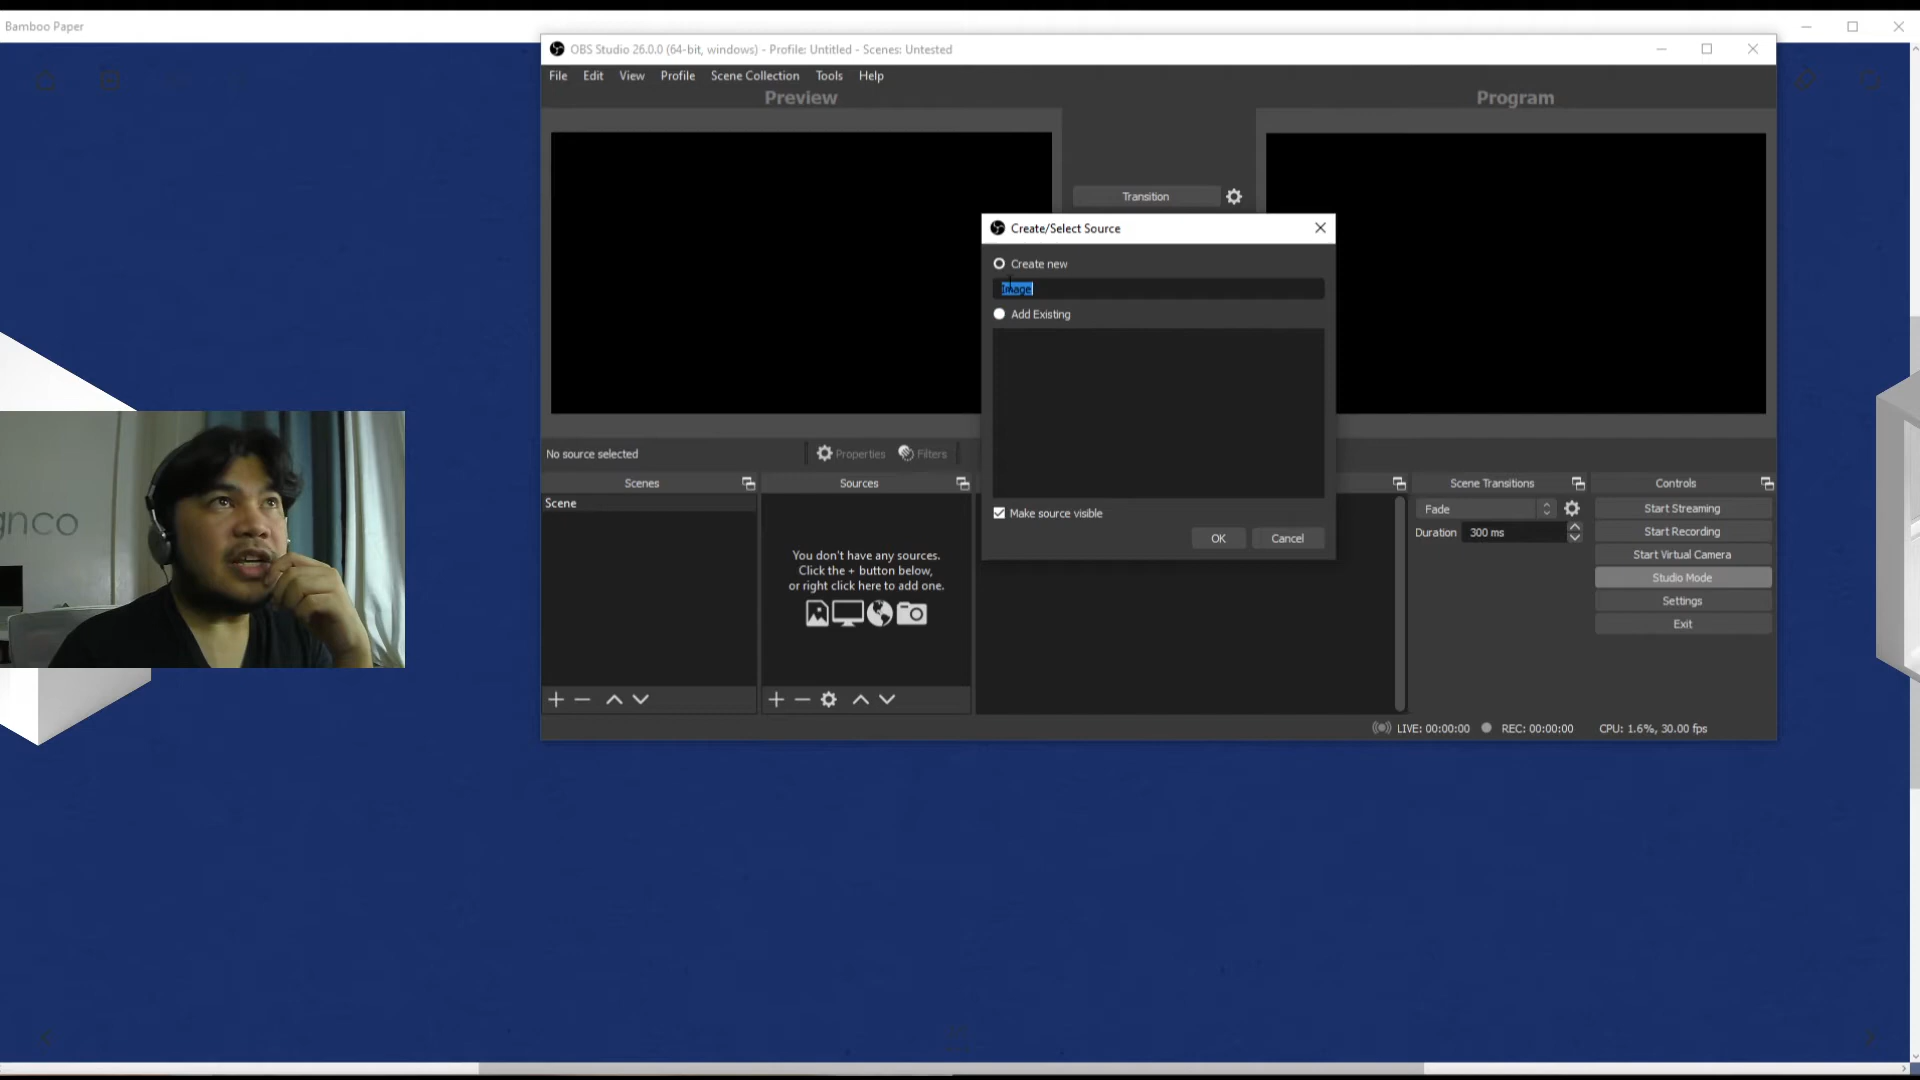 Bamboo Paper
OBS Studio 26.0.0 (64-bit, windows) - Profile: Untitled - Scenes: Untested
File Edit View Profile Scene Collection Tools Help
Preview
Program
Transition
Create/Select Source
Create new
Image
Add Existing
Make source visible
OK Cancel
No source selected
Properties Filters
Scenes
Scene
Sources
You don't have any sources.
Click the + button below,
or right click here to add one.
Scene Transitions
Fade
Duration 300 ms
Controls
Start Streaming
Start Recording
Start Virtual Camera
Studio Mode
Settings
Exit
LIVE: 00:00:00 REC: 00:00:00 CPU: 1.6%, 30.00 fps
gnco